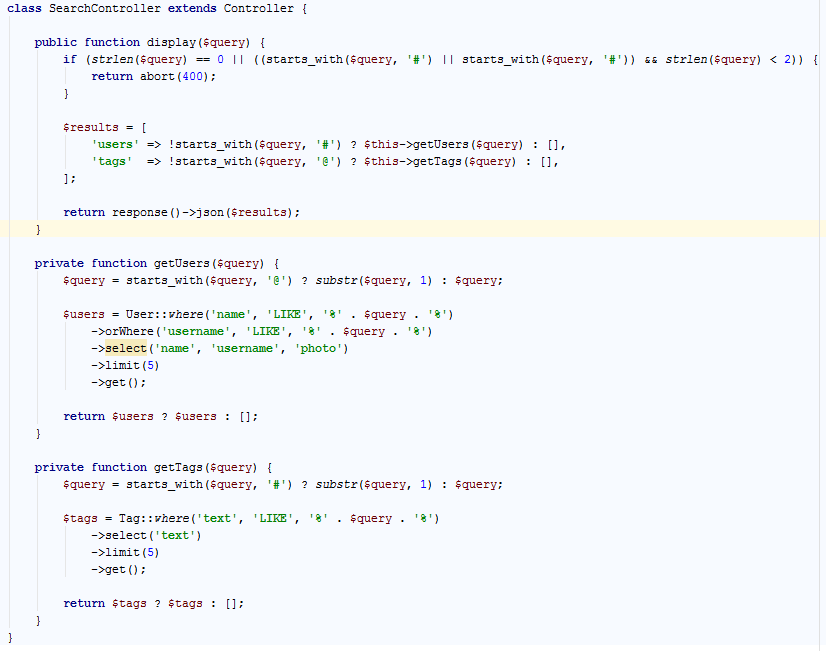 class SearchController extends Controller {
public function display($query) {
if (strlen($query) == 0 || ((starts_with($query, '#') || starts_with($query, '#')) && strlen($query) < 2)) {
return abort(400);
}
$results = [
'users' => !starts_with($query, '#') ? $this->getUsers($query) : [],
'tags'  => !starts_with($query, '@') ? $this->getTags($query) : [],
];
return response()->json($results);
}
private function getUsers($query) {
$query = starts_with($query, '@') ? substr($query, 1) : $query;
$users = User::where('name', 'LIKE', '%' . $query . '%')
->orWhere('username', 'LIKE', '%' . $query . '%')
->select('name', 'username', 'photo')
->limit(5)
->get();
return $users ? $users : [];
}
private function getTags($query) {
$query = starts_with($query, '#') ? substr($query, 1) : $query;
$tags = Tag::where('text', 'LIKE', '%' . $query . '%')
->select('text')
->limit(5)
->get();
return $tags ? $tags : [];
}
}